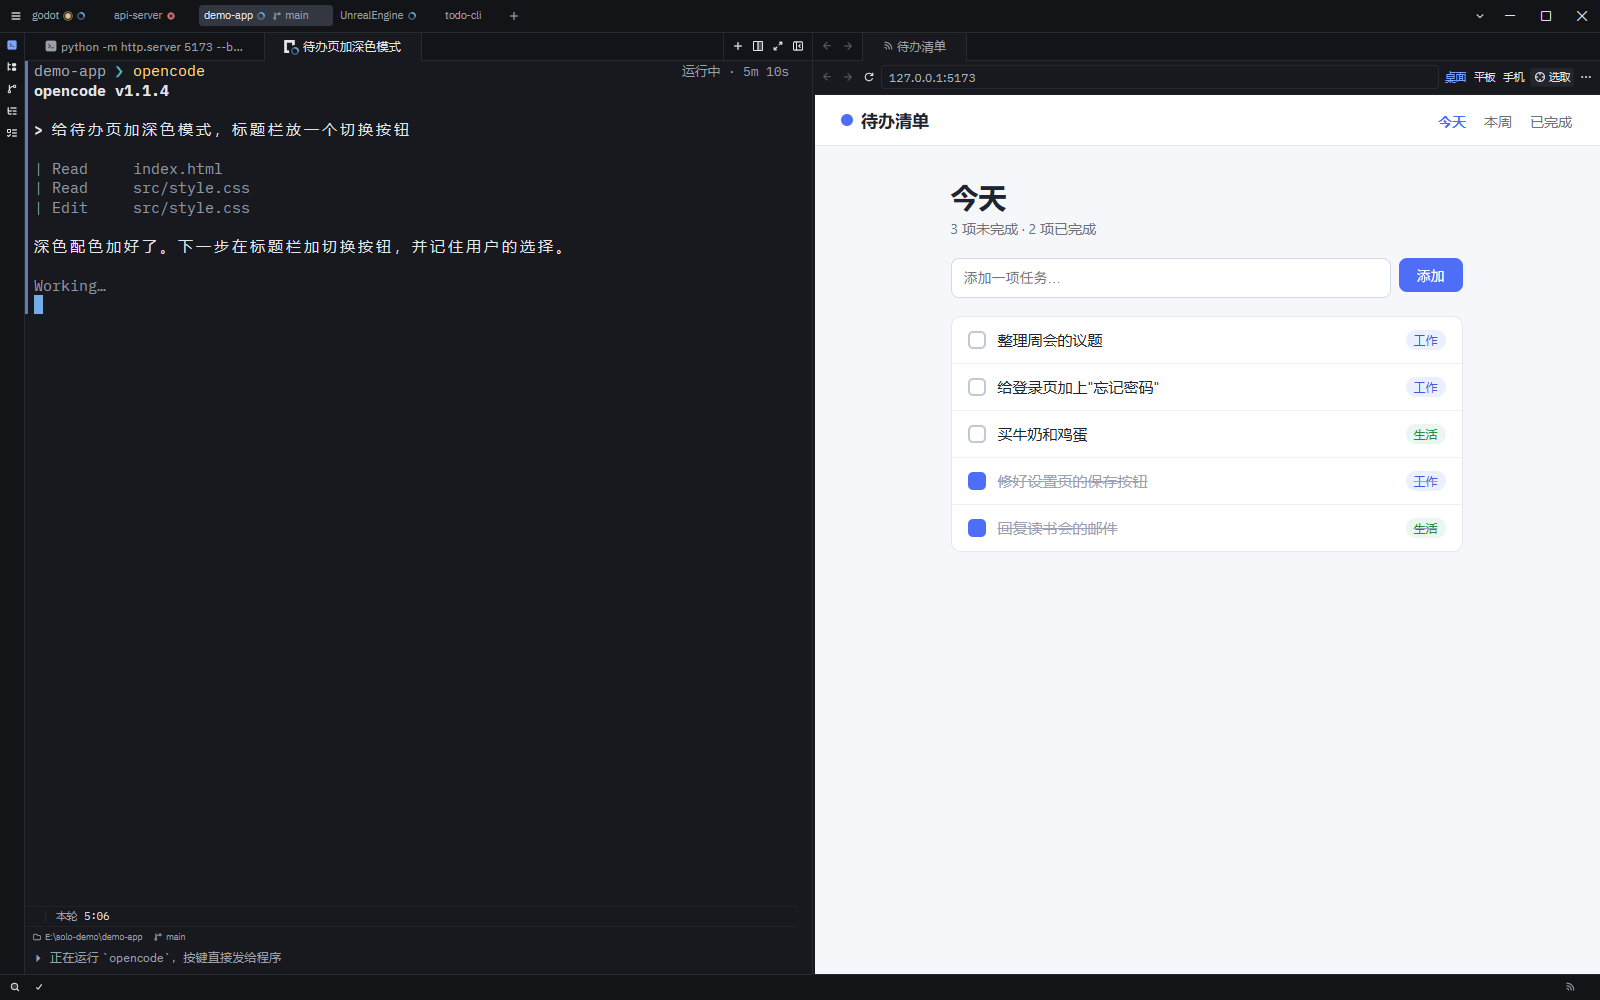 godot
api-server
demo-app
main
UnrealEngine
todo-cli
python -m http.server 5173 --b...
待办页加深色模式
待办清单
demo-app ❯ opencode
运行中 · 5m 10s
127.0.0.1:5173
桌面
平板
手机
选取
opencode v1.1.4
> 给待办页加深色模式，标题栏放一个切换按钮
| Read index.html
| Read src/style.css
| Edit src/style.css
深色配色加好了。下一步在标题栏加切换按钮，并记住用户的选择。
Working…
本轮 5:06
E:\solo-demo\demo-app
main
正在运行 `opencode`，按键直接发给程序
待办清单
今天
本周
已完成
今天
3 项未完成 · 2 项已完成
添加一项任务…
添加
整理周会的议题
工作
给登录页加上"忘记密码"
工作
买牛奶和鸡蛋
生活
修好设置页的保存按钮
工作
回复读书会的邮件
生活